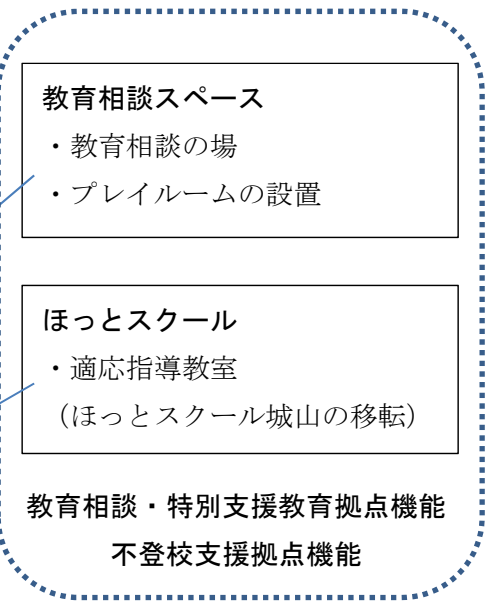 教育相談スペース
・教育相談の場
・プレイルームの設置
ほっとスクール
・適応指導教室
（ほっとスクール城山の移転）
教育相談・特別支援教育拠点機能
不登校支援拠点機能